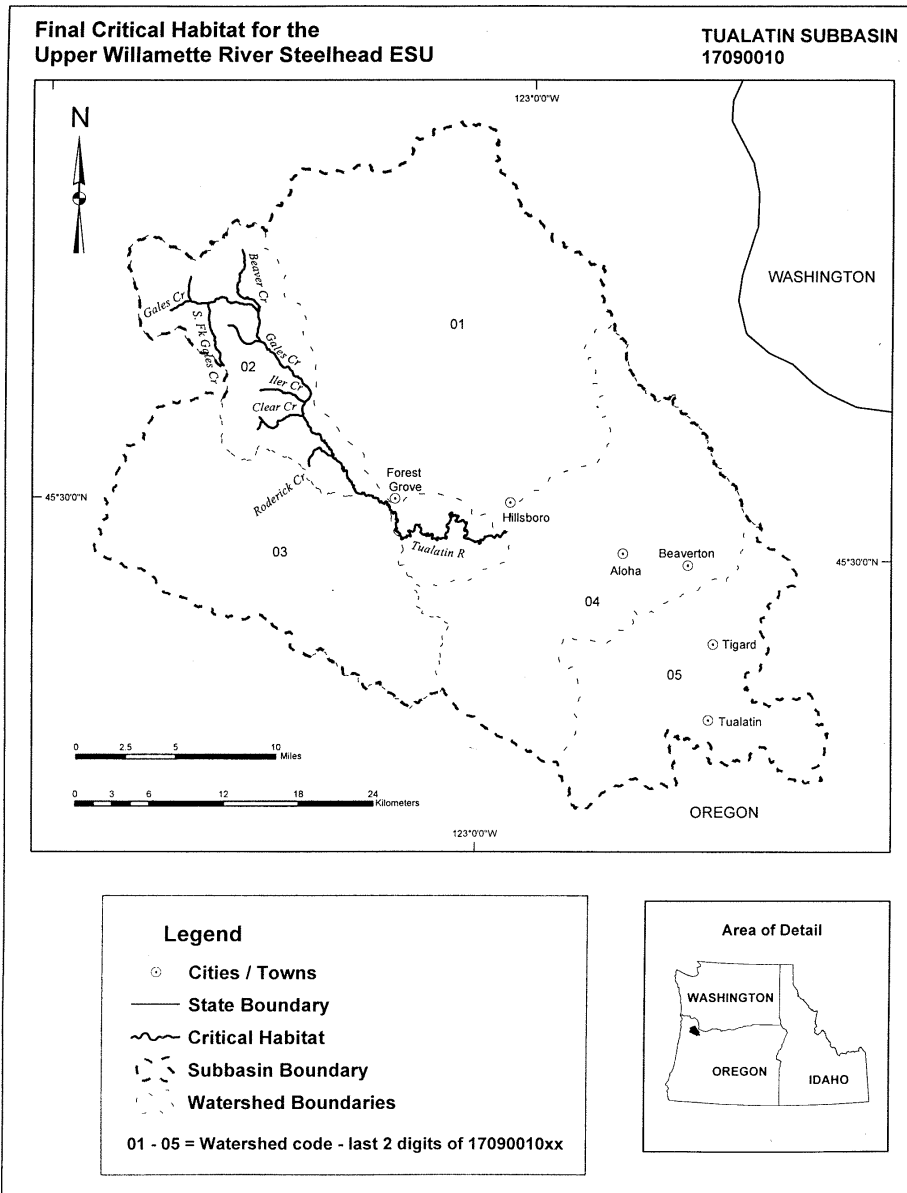 Final Critical Habitat for the
Upper Willamette River Steelhead ESU
TUALATIN SUBBASIN
17090010
123°0'0"W
N
WASHINGTON
Beaver Cr
Gales Cr
S. Fk Gales Cr
01
Gales Cr
02
Iler Cr
Clear Cr
Roderick Cr
Forest
Grove
45°30'0"N
Hillsboro
Tualatin R
03
Aloha
Beaverton
45°30'0"N
04
Tigard
05
Tualatin
0 2.5 5 10
Miles
0 3 6 12 18 24
Kilometers
OREGON
123°0'0"W
Legend
Cities / Towns
State Boundary
Critical Habitat
Subbasin Boundary
Watershed Boundaries
01 - 05 = Watershed code - last 2 digits of 17090010xx
Area of Detail
WASHINGTON
OREGON
IDAHO